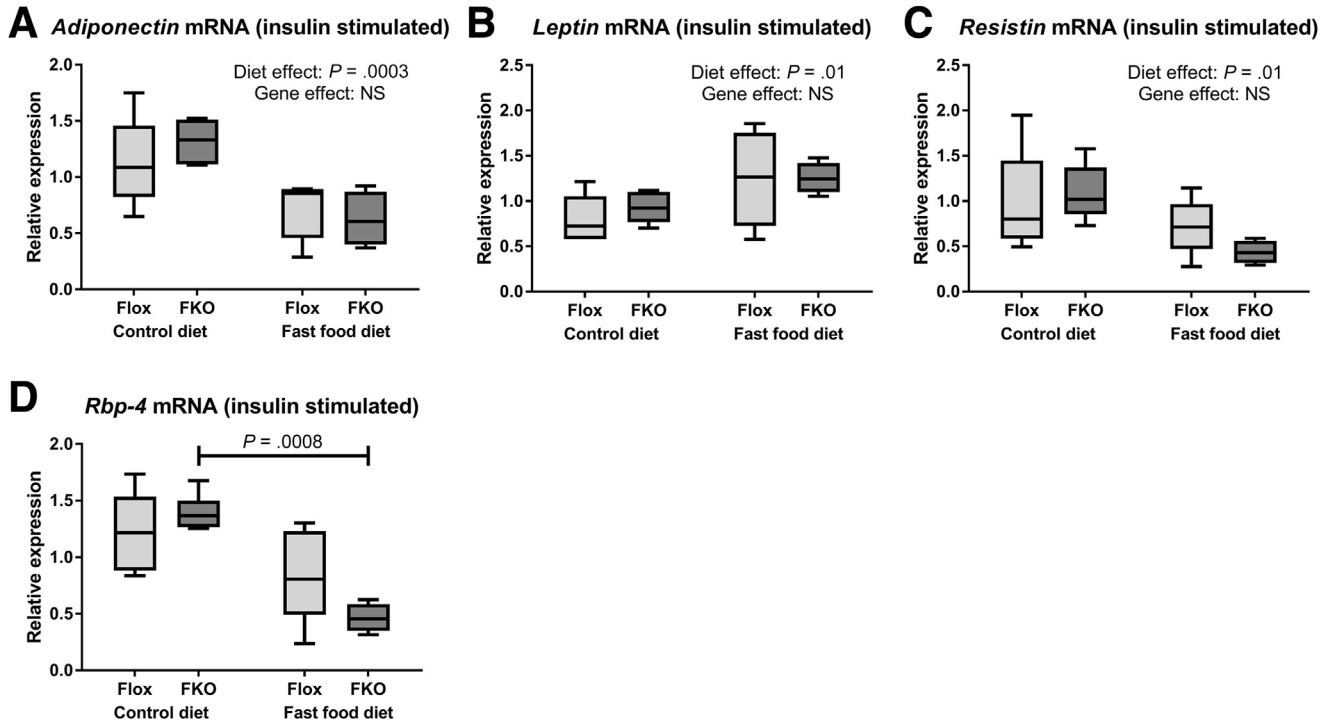 A
Adiponectin mRNA (insulin stimulated)
Relative expression
2.0
1.5
1.0
0.5
0.0
Diet effect: P = .0003
Gene effect: NS
Flox FKO Flox FKO
Control diet Fast food diet
B
Leptin mRNA (insulin stimulated)
Relative expression
2.5
2.0
1.5
1.0
0.5
0.0
Diet effect: P = .01
Gene effect: NS
Flox FKO Flox FKO
Control diet Fast food diet
C
Resistin mRNA (insulin stimulated)
Relative expression
2.5
2.0
1.5
1.0
0.5
0.0
Diet effect: P = .01
Gene effect: NS
Flox FKO Flox FKO
Control diet Fast food diet
D
Rbp-4 mRNA (insulin stimulated)
Relative expression
2.0
1.5
1.0
0.5
0.0
P = .0008
Flox FKO Flox FKO
Control diet Fast food diet